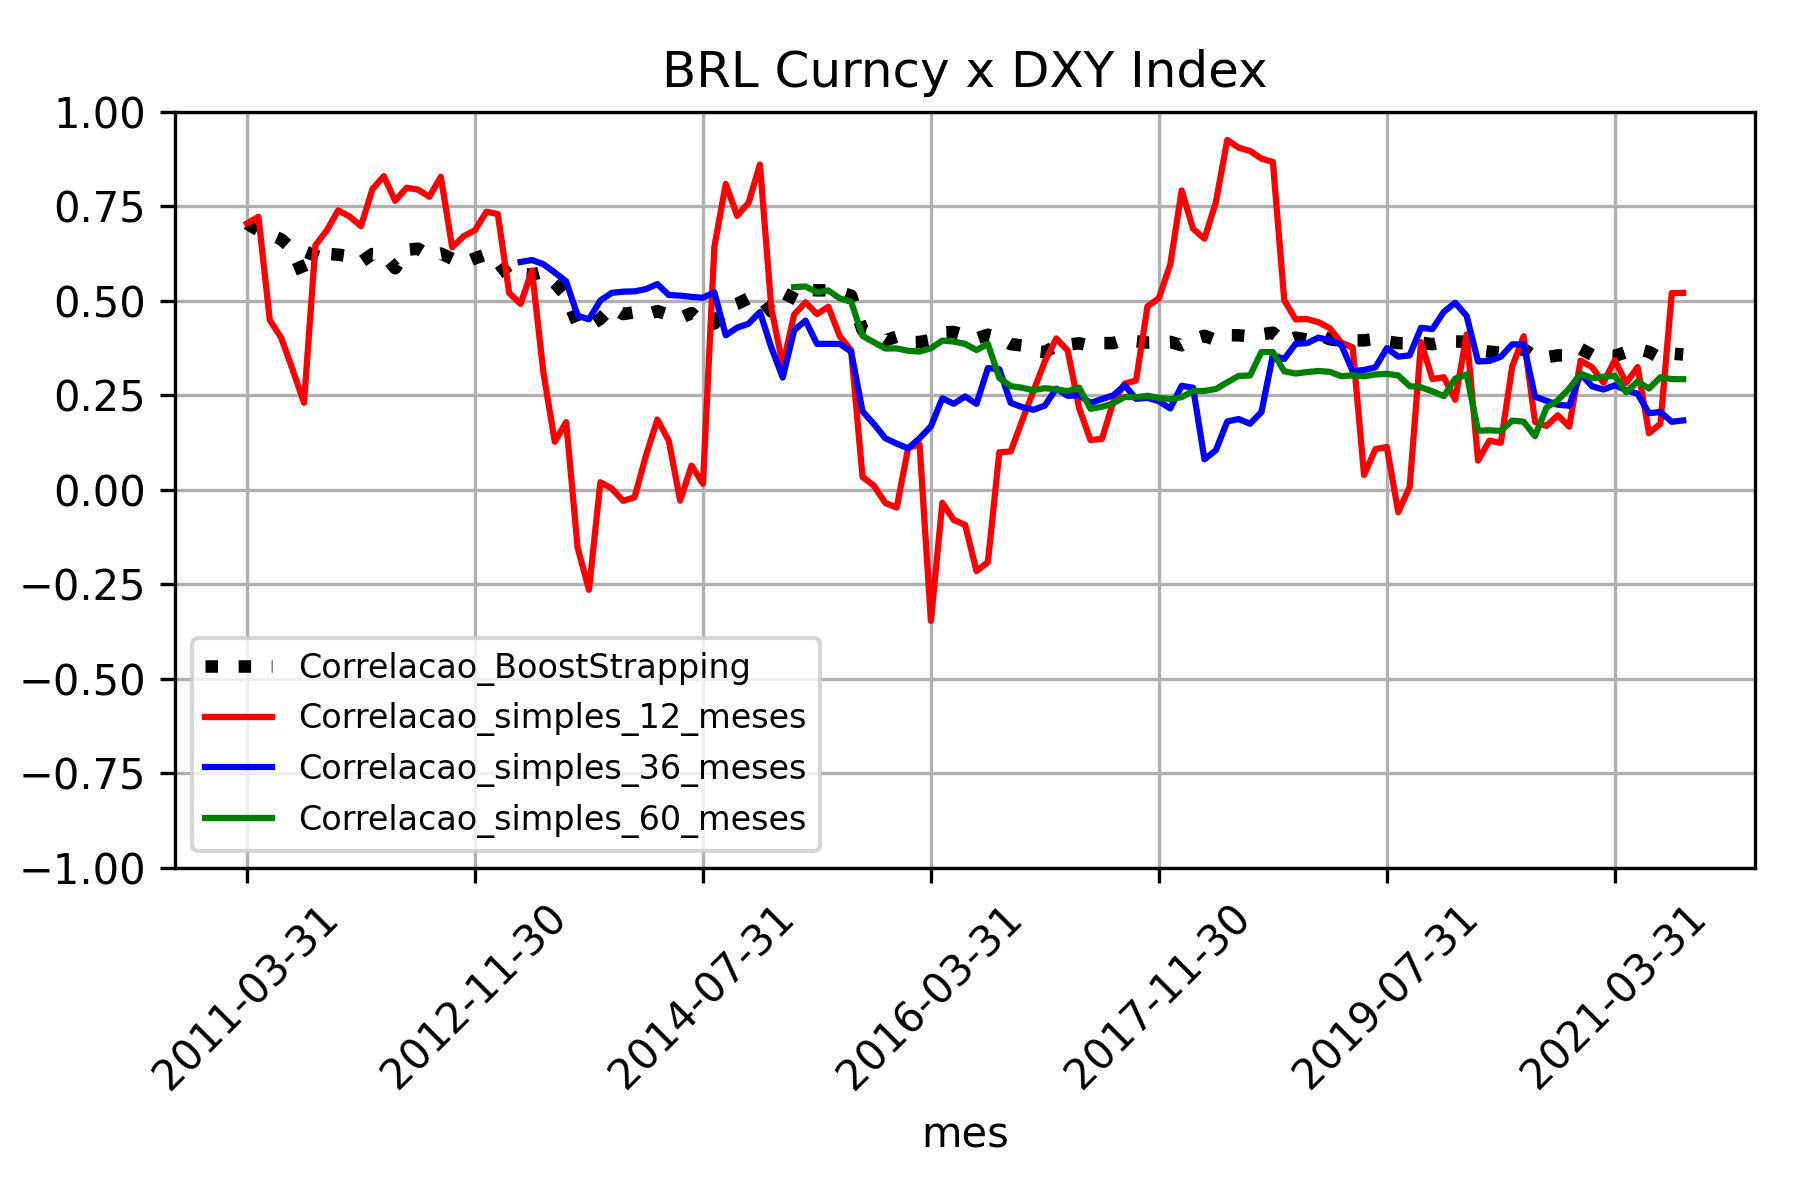 BRL Curncy x DXY Index
1.00
0.75
0.50
0.25
0.00
−0.25
−0.50
−0.75
−1.00
Correlacao_BoostStrapping
Correlacao_simples_12_meses
Correlacao_simples_36_meses
Correlacao_simples_60_meses
2011-03-31
2012-11-30
2014-07-31
2016-03-31
2017-11-30
2019-07-31
2021-03-31
mes